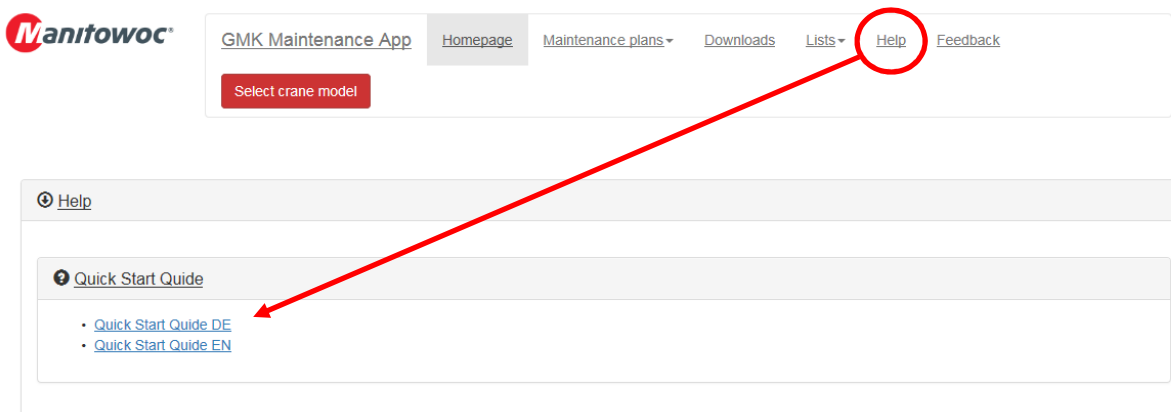 Manitowoc®
GMK Maintenance App Homepage Maintenance plans Downloads Lists Help Feedback
Select crane model
Help
Quick Start Quide
• Quick Start Quide DE
• Quick Start Quide EN